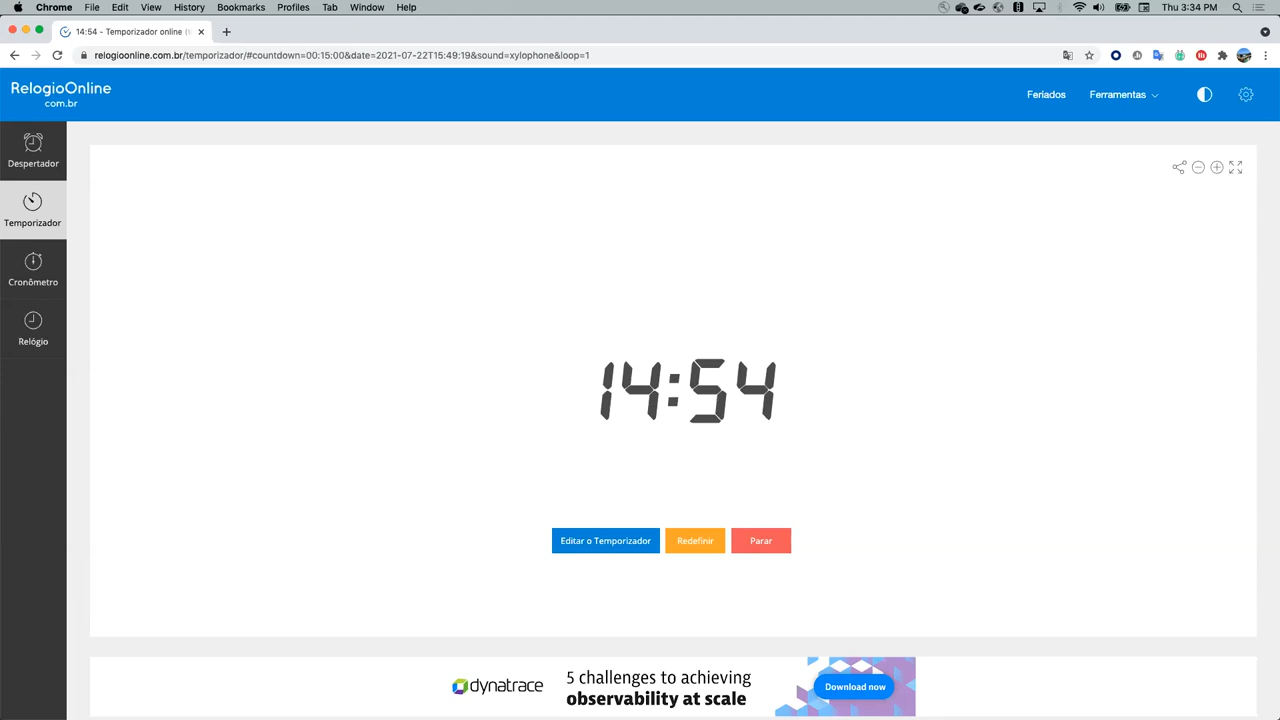 Chrome File Edit View History Bookmarks Profiles Tab Window Help Thu 3:34 PM
14:54 - Temporizador online (
relogioonline.com.br/temporizador/#countdown=00:15:00&date=2021-07-22T15:49:19&sound=xylophone&loop=1
RelogioOnline
com.br
Feriados Ferramentas
Despertador
Temporizador
Cronômetro
Relógio
14:54
Editar o Temporizador Redefinir Parar
dynatrace
5 challenges to achieving
observability at scale
Download now